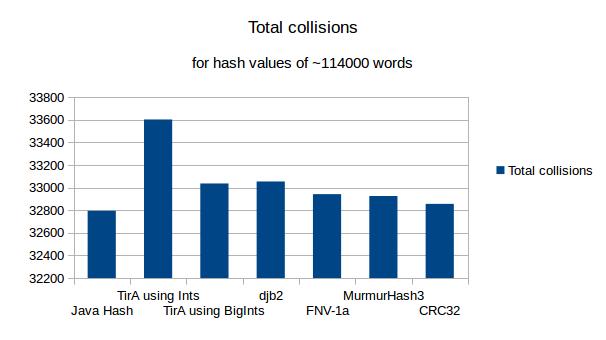 Total collisions
for hash values of ~114000 words
33800
33600
33400
33200
33000
32800
32600
32400
32200
Total collisions
TirA using Ints djb2 MurmurHash3
Java Hash TirA using BigInts FNV-1a CRC32